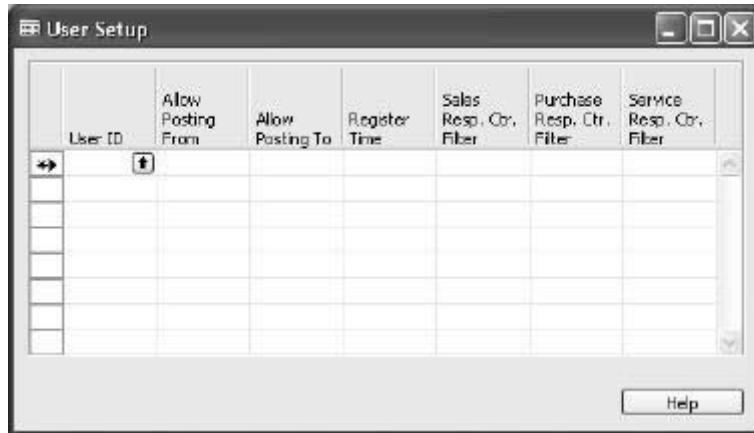 User Setup
User ID
Allow
Posting
From
Allow
Posting To
Register
Time
Sales
Resp. Ctr.
Filter
Purchase
Resp. Ctr.
Filter
Service
Resp. Ctr.
Filter
Help